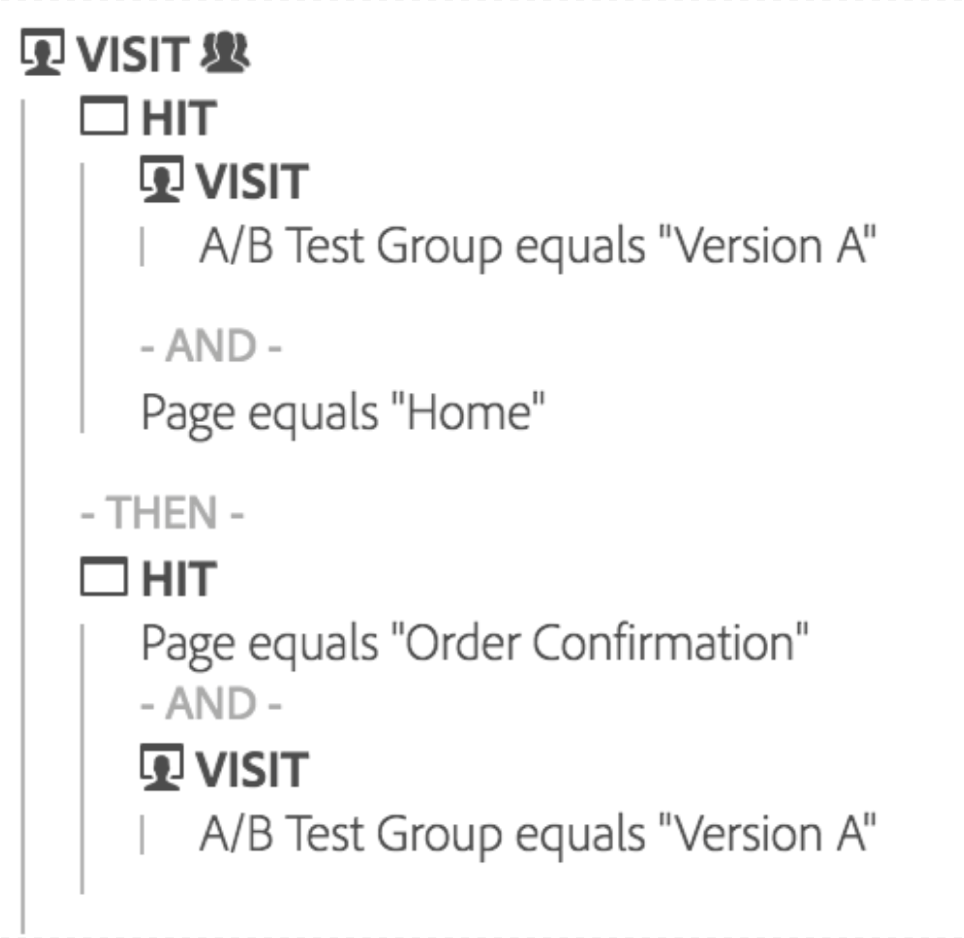 VISIT
HIT
VISIT
A/B Test Group equals "Version A"
- AND -
Page equals "Home"
- THEN -
HIT
Page equals "Order Confirmation"
- AND -
VISIT
A/B Test Group equals "Version A"